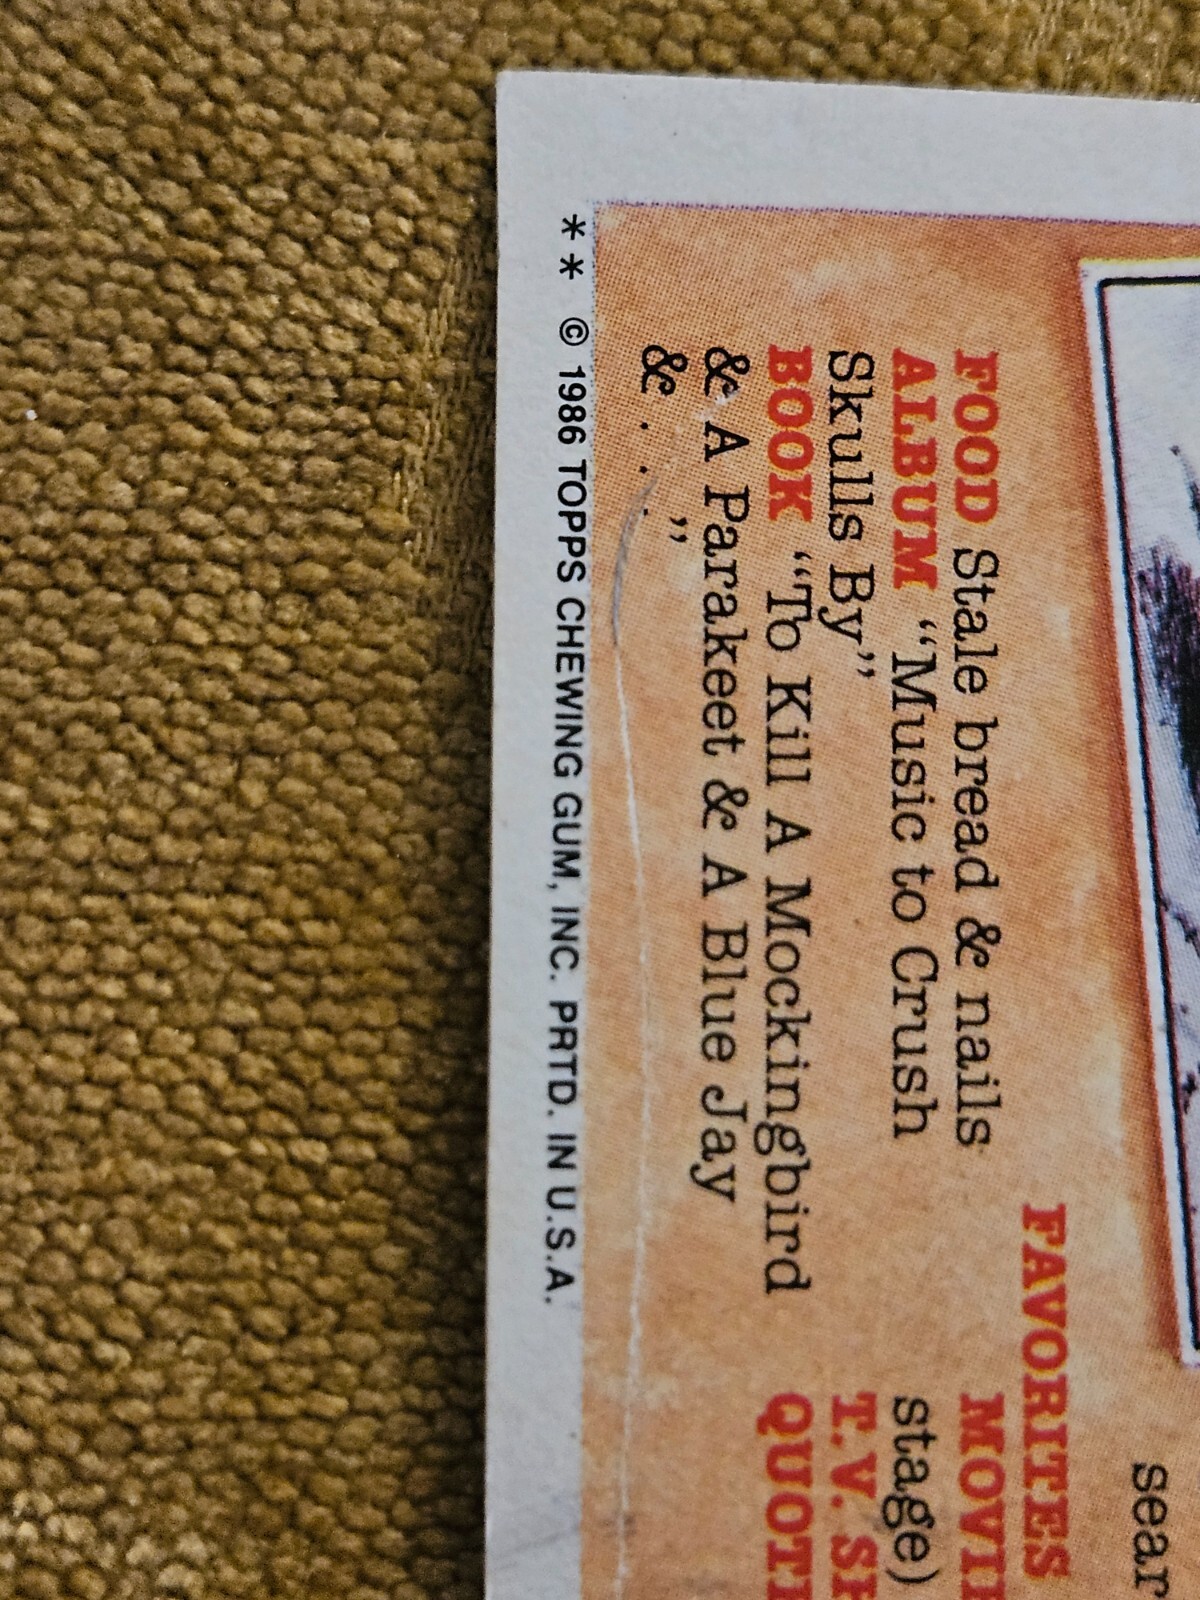 sear
FAVORITES
FOOD Stale bread & nails
ALBUM "Music to Crush
Skulls By"
BOOK "To Kill A Mockingbird
& A Parakeet & A Blue Jay
& . . . "
stage)
** © 1986 TOPPS CHEWING GUM, INC. PRTD. IN U.S.A.